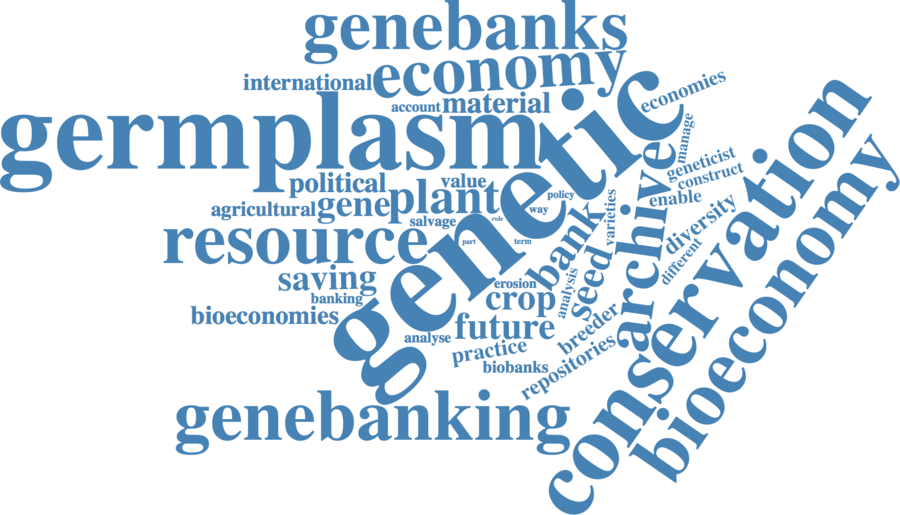 genebanks
international
economy
account
material
economies
germplasm
genetic
manage
political
value
geneticist
construct
agricultural
gene
plant
policy
enable
salvage
role
way
varieties
archive
diversity
resource
part
term
bank
different
conservation
saving
banking
erosion
analysis
seed
crop
bioeconomies
future
analyse
breeder
practice
biobanks
repositories
bioeconomy
genebanking